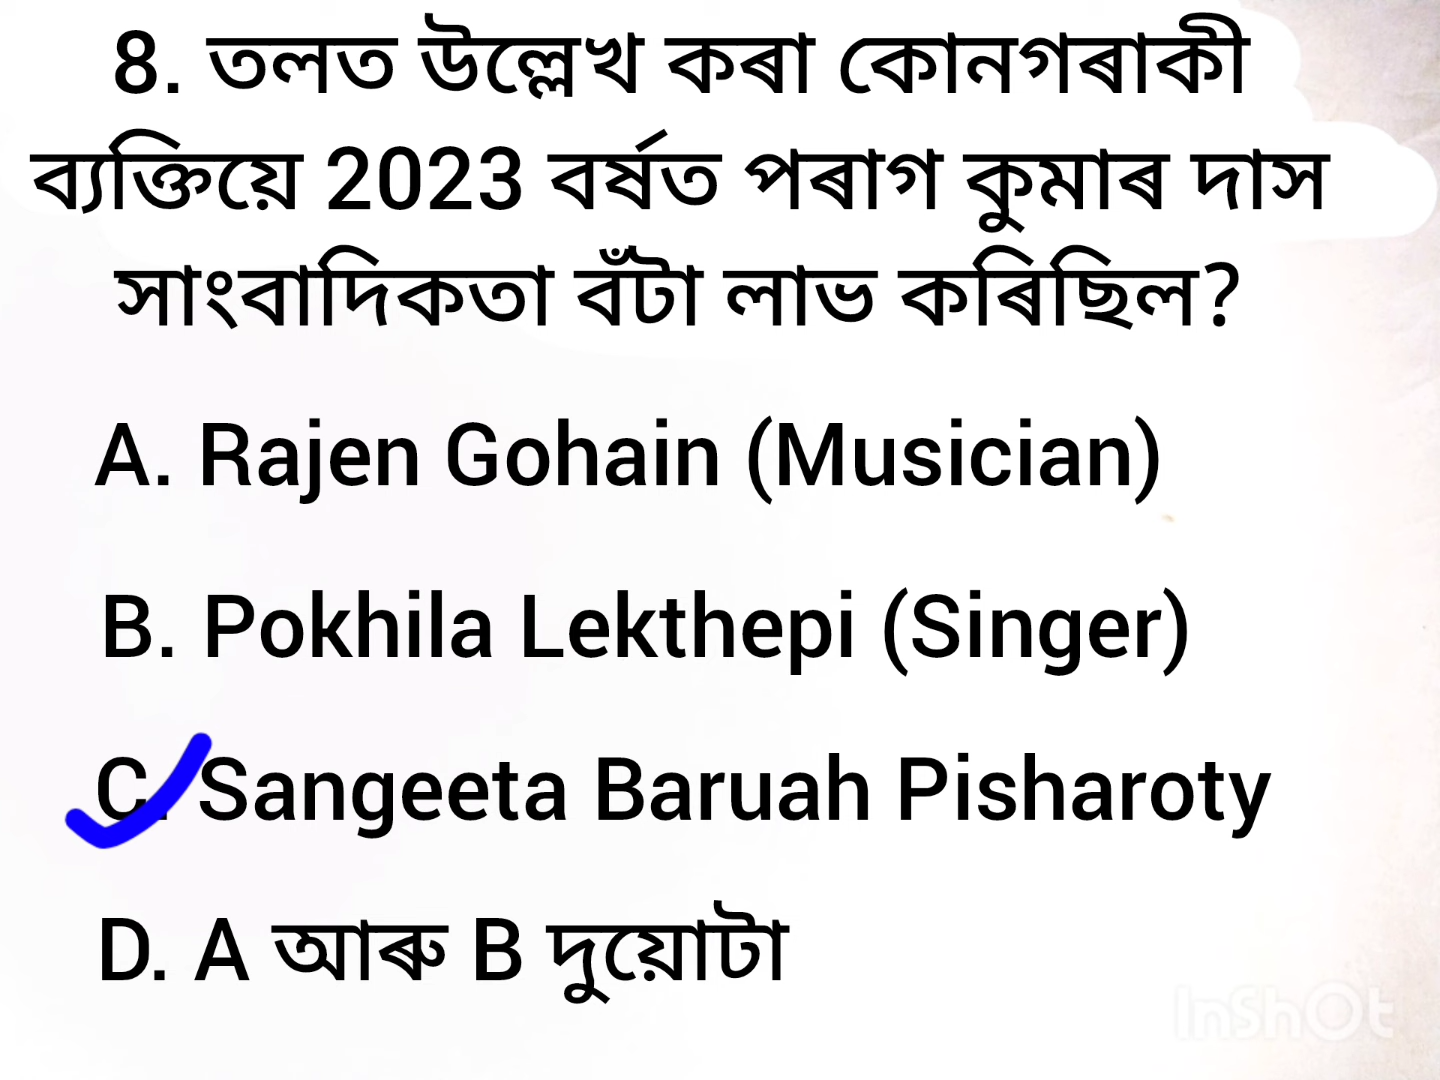 8. তলত উল্লেখ কৰা কোনগৰাকী
ব্যক্তিয়ে 2023 বৰ্ষত পৰাগ কুমাৰ দাস
সাংবাদিকতা বঁটা লাভ কৰিছিল?
A. Rajen Gohain (Musician)
B. Pokhila Lekthepi (Singer)
C. Sangeeta Baruah Pisharoty
D. A আৰু B দুয়োটা
InShOt